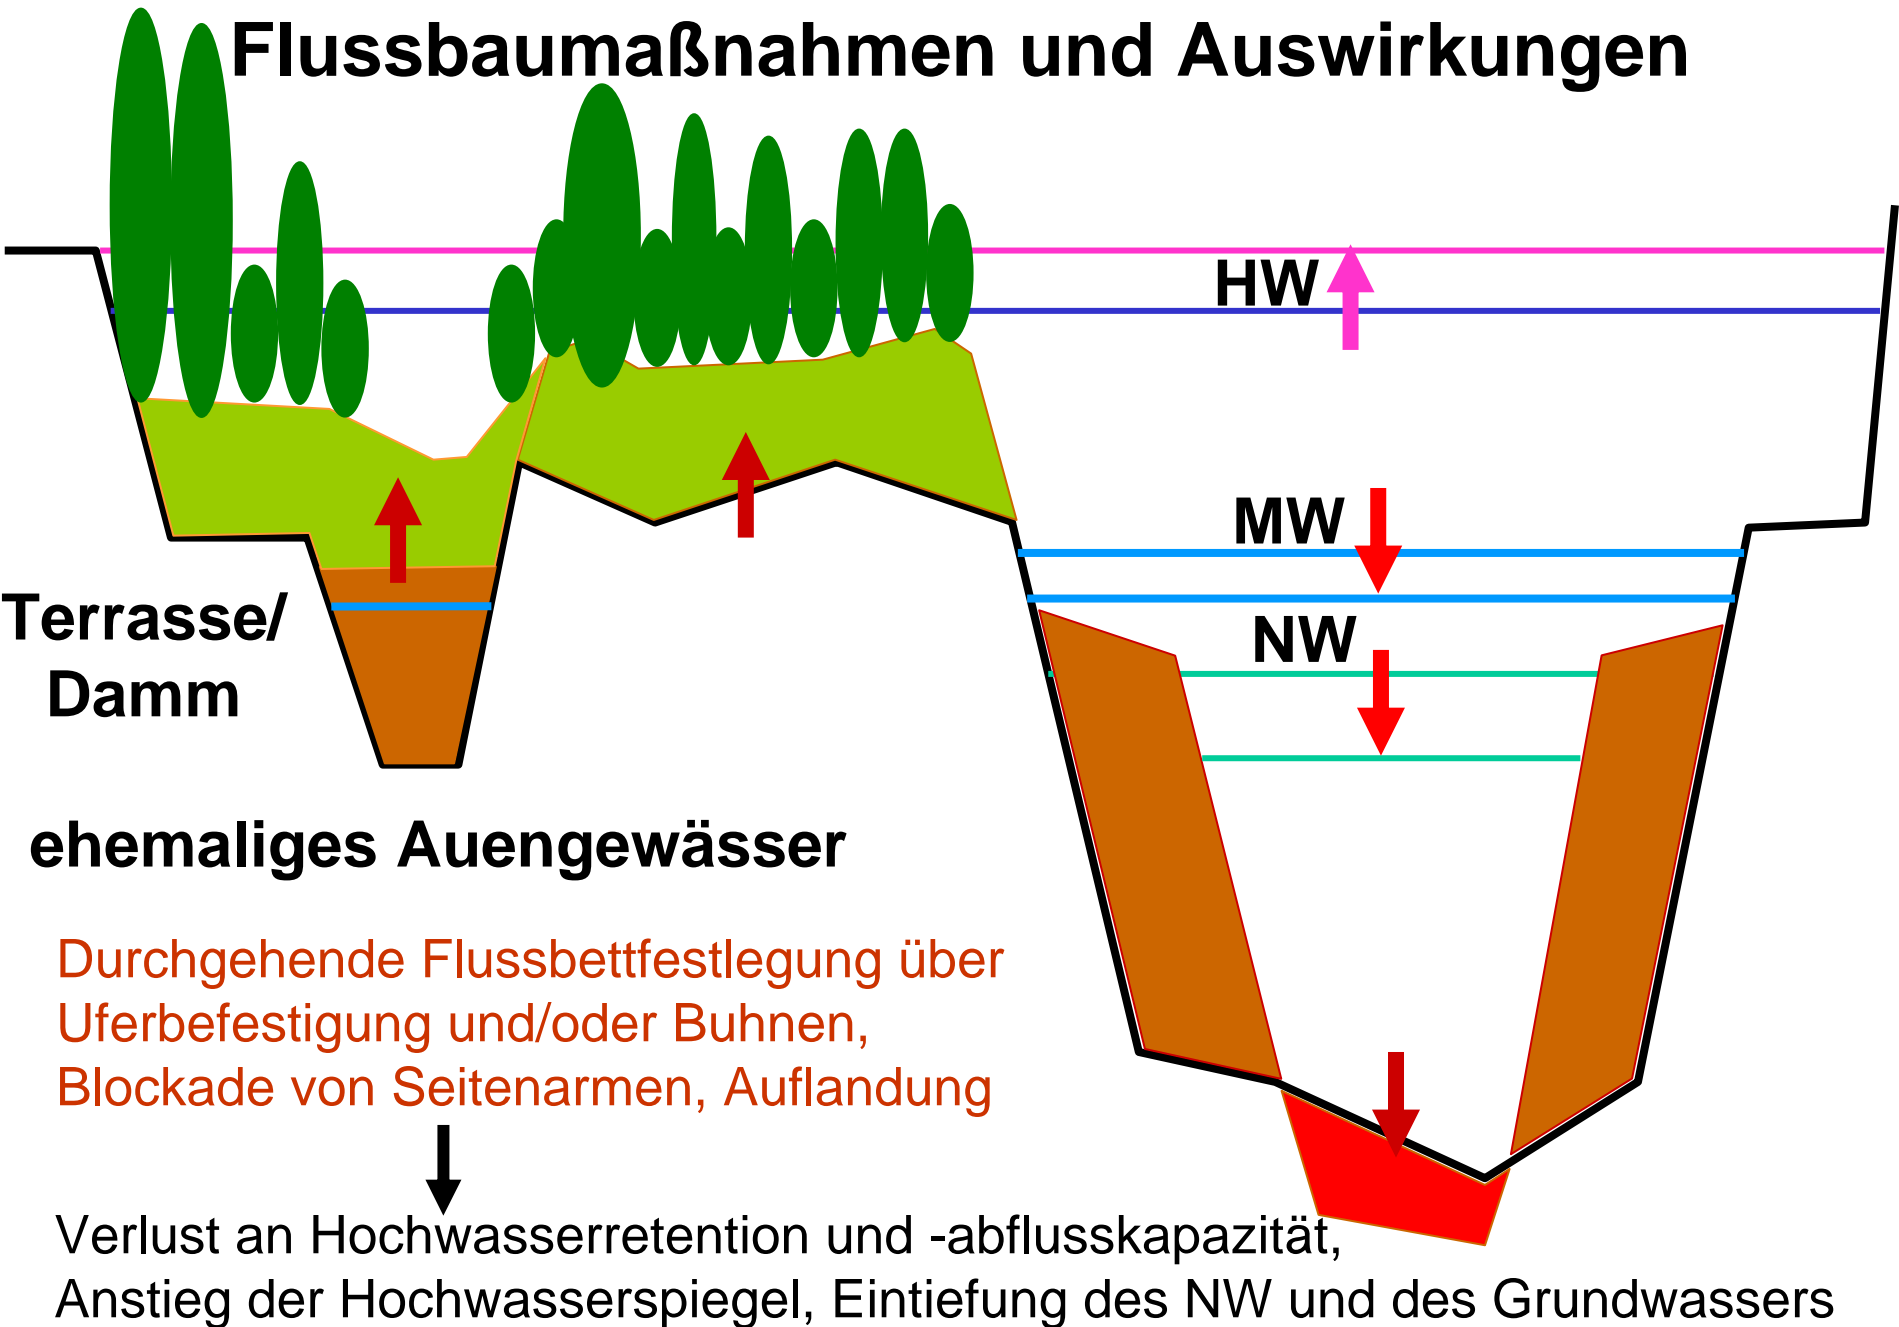 Flussbaumaßnahmen und Auswirkungen
HW
MW
NW
Terrasse/
Damm
ehemaliges Auengewässer
Durchgehende Flussbettfestlegung über
Uferbefestigung und/oder Buhnen,
Blockade von Seitenarmen, Auflandung
Verlust an Hochwasserretention und -abflusskapazität,
Anstieg der Hochwasserspiegel, Eintiefung des NW und des Grundwassers